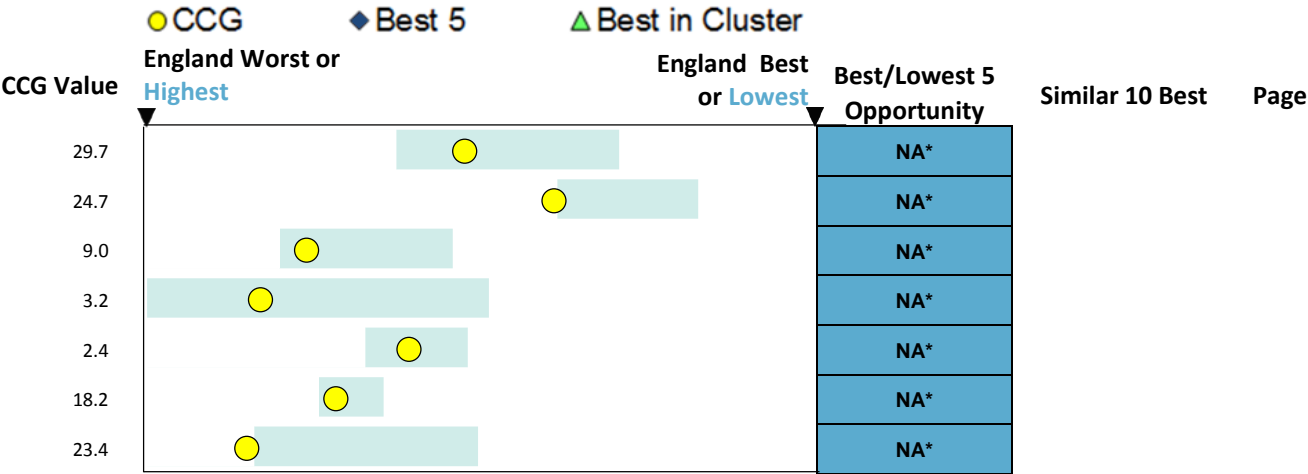 CCG Best 5 Best in Cluster
CCG Value
England Worst or
Highest
England Best
or Lowest
Best/Lowest 5
Opportunity
Similar 10 Best
Page
29.7 NA*
24.7 NA*
9.0 NA*
3.2 NA*
2.4 NA*
18.2 NA*
23.4 NA*